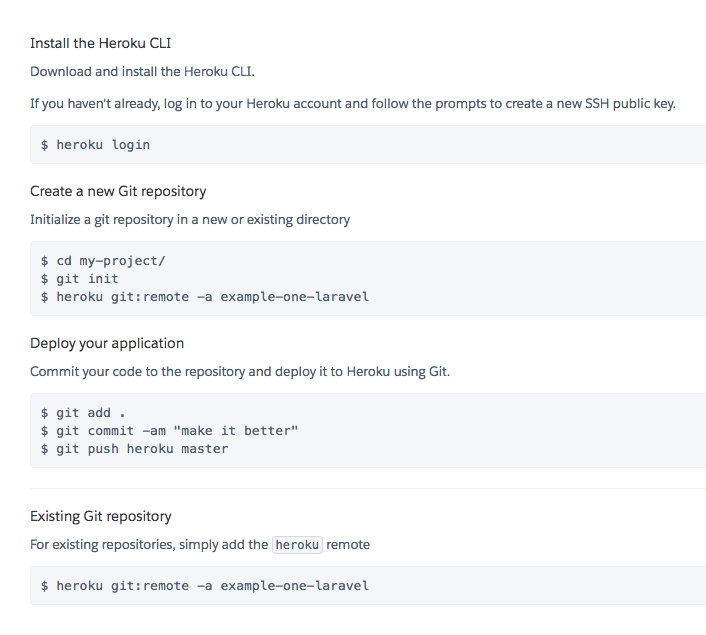 Install the Heroku CLI
Download and install the Heroku CLI.
If you haven't already, log in to your Heroku account and follow the prompts to create a new SSH public key.
$ heroku login
Create a new Git repository
Initialize a git repository in a new or existing directory
$ cd my-project/
$ git init
$ heroku git:remote -a example-one-laravel
Deploy your application
Commit your code to the repository and deploy it to Heroku using Git.
$ git add .
$ git commit -am "make it better"
$ git push heroku master
Existing Git repository
For existing repositories, simply add the heroku remote
$ heroku git:remote -a example-one-laravel